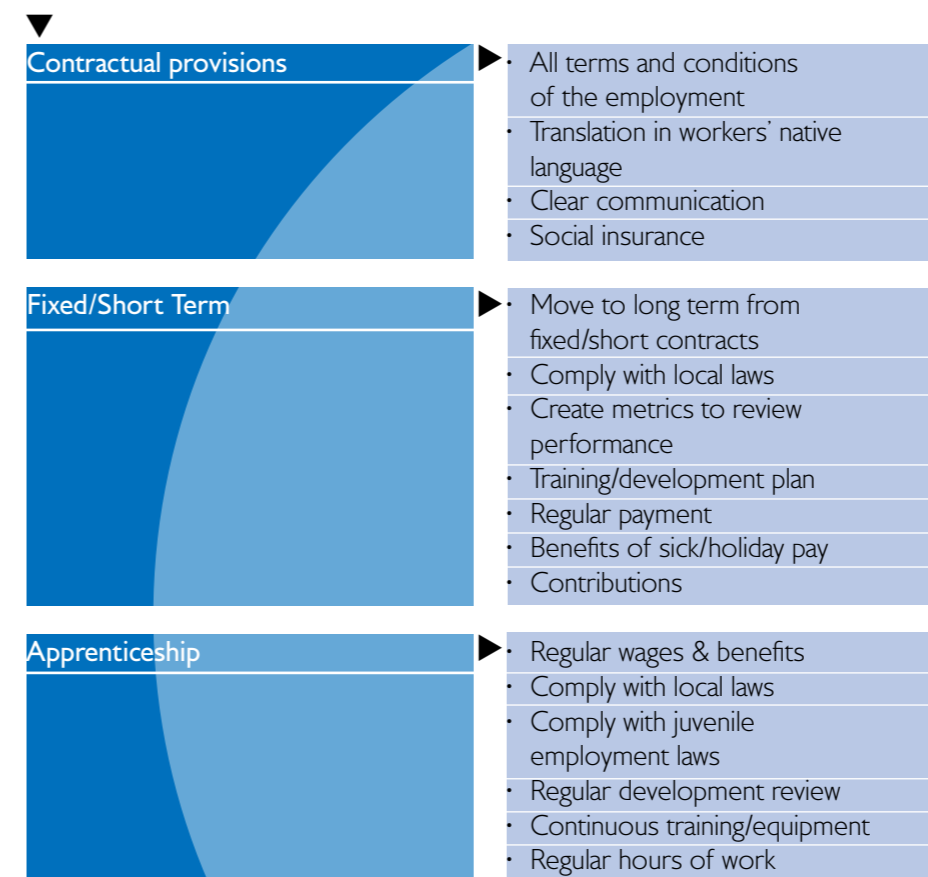 Contractual provisions
· All terms and conditions
of the employment
· Translation in workers’ native
language
· Clear communication
· Social insurance
Fixed/Short Term
· Move to long term from
fixed/short contracts
· Comply with local laws
· Create metrics to review
performance
· Training/development plan
· Regular payment
· Benefits of sick/holiday pay
· Contributions
Apprenticeship
· Regular wages & benefits
· Comply with local laws
· Comply with juvenile
employment laws
· Regular development review
· Continuous training/equipment
· Regular hours of work